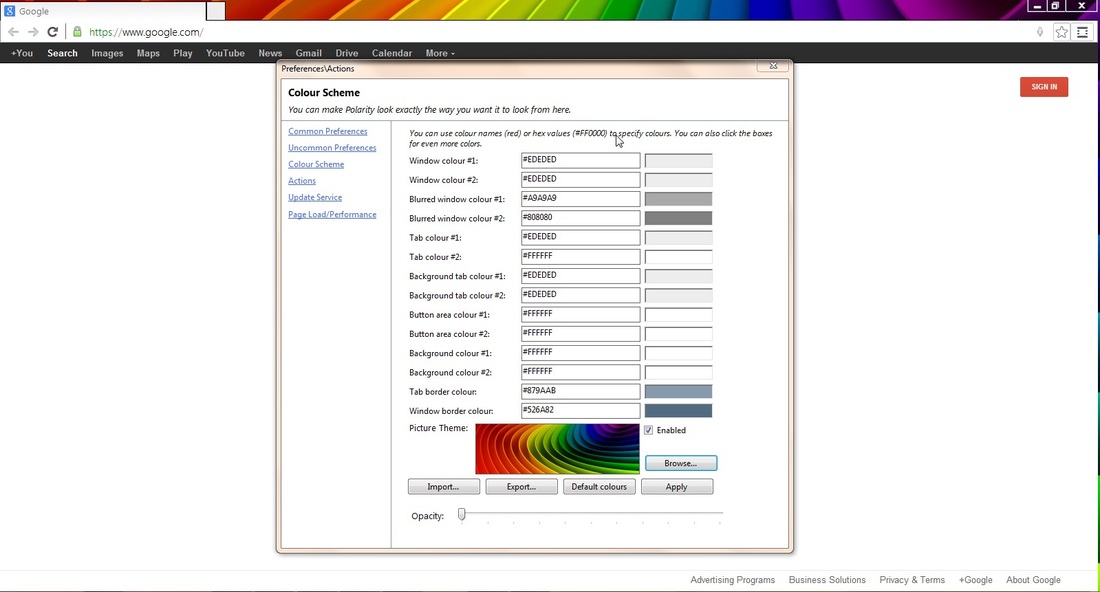 Google
https://www.google.com/
+You Search Images Maps Play YouTube News Gmail Drive Calendar More
SIGN IN
Preferences\Actions
Colour Scheme
You can make Polarity look exactly the way you want it to look from here.
Common Preferences
Uncommon Preferences
Colour Scheme
Actions
Update Service
Page Load/Performance
You can use colour names (red) or hex values (#FF0000) to specify colours. You can also click the boxes
for even more colors.
Window colour #1: #EDEDED
Window colour #2: #EDEDED
Blurred window colour #1: #A9A9A9
Blurred window colour #2: #808080
Tab colour #1: #EDEDED
Tab colour #2: #FFFFFF
Background tab colour #1: #EDEDED
Background tab colour #2: #EDEDED
Button area colour #1: #FFFFFF
Button area colour #2: #FFFFFF
Background colour #1: #FFFFFF
Background colour #2: #FFFFFF
Tab border colour: #879AAB
Window border colour: #526A82
Picture Theme: Enabled
Browse...
Import... Export... Default colours Apply
Opacity:
Advertising Programs Business Solutions Privacy & Terms +Google About Google